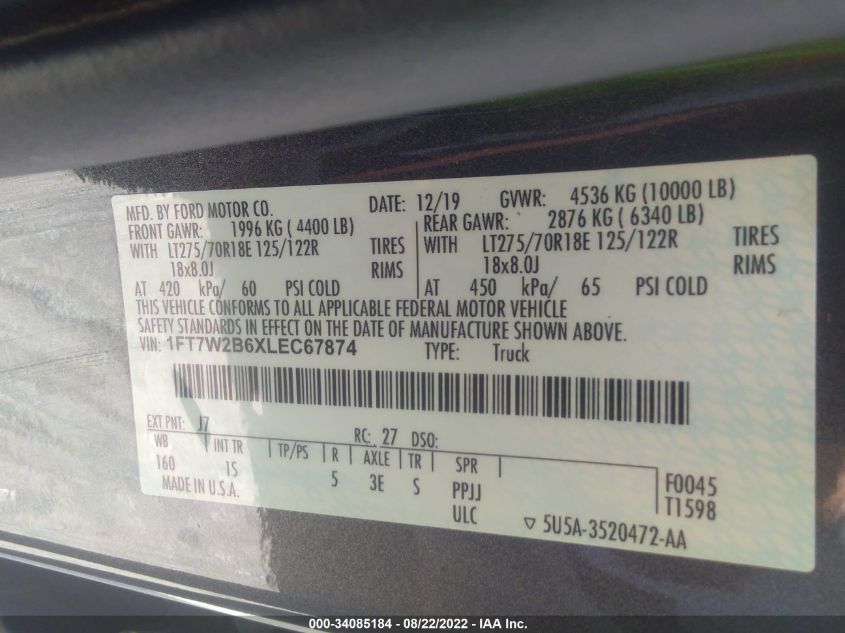 MFD. BY FORD MOTOR CO. DATE: 12/19 GVWR: 4536 KG (10000 LB)
FRONT GAWR: 1996 KG ( 4400 LB) REAR GAWR: 2876 KG ( 6340 LB)
WITH LT275/70R18E 125/122R TIRES WITH LT275/70R18E 125/122R TIRES
18x8.0J RIMS 18x8.0J RIMS
AT 420 kPa/ 60 PSI COLD AT 450 kPa/ 65 PSI COLD
THIS VEHICLE CONFORMS TO ALL APPLICABLE FEDERAL MOTOR VEHICLE
SAFETY STANDARDS IN EFFECT ON THE DATE OF MANUFACTURE SHOWN ABOVE.
VIN: 1FT7W2B6XLEC67874 TYPE: Truck
EXT PNT: J7 RC: 27 DSO:
WB INT TR TP/PS R AXLE TR SPR
160 1S 5 3E S PPJJ F0045
MADE IN U.S.A. ULC T1598
5U5A-3520472-AA
000-34085184 - 08/22/2022 - IAA Inc.